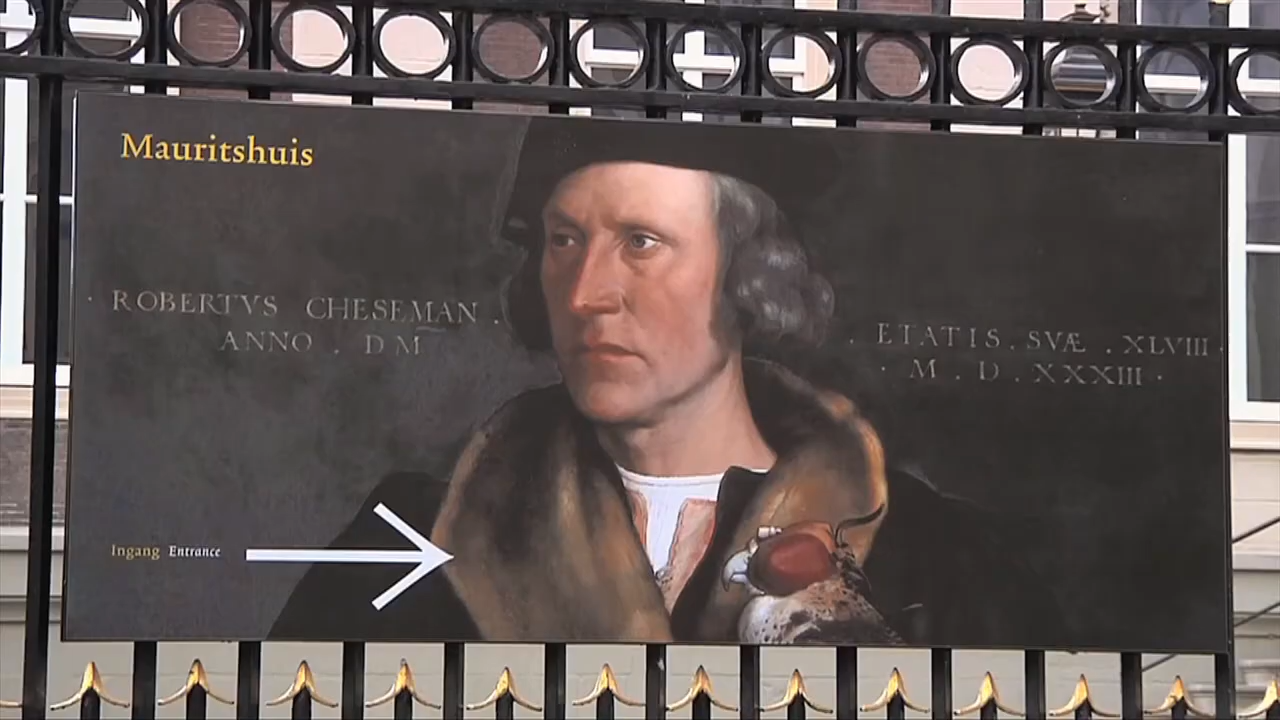 Mauritshuis
· ROBERTVS CHESEMAN .
ANNO . DM
. ETATIS . SVÆ . XLVIII ·
· M . D . XXXIII ·
Ingang Entrance